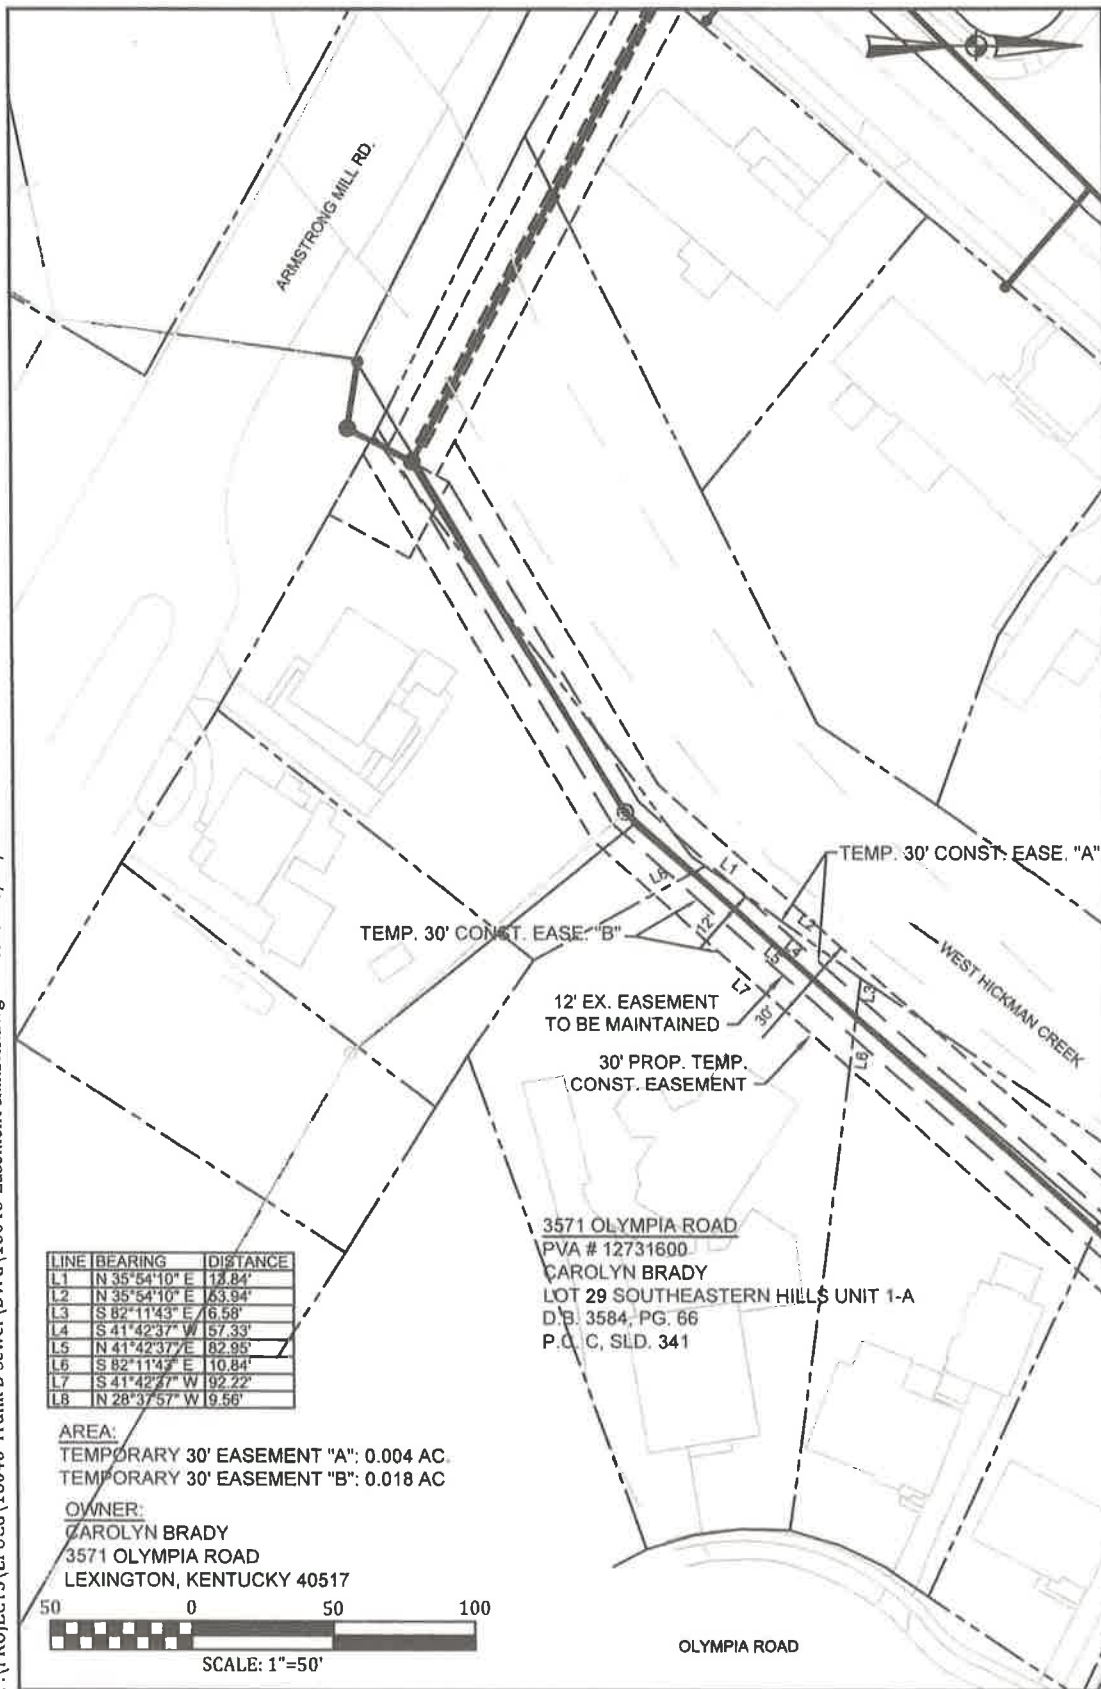 ARMSTRONG MILL RD.
TEMP. 30' CONST. EASE. "A"
L1
L2
L8
12'
TEMP. 30' CONST. EASE. "B"
L5
L4
L3
L7
30'
L6
WEST HICKMAN CREEK
12' EX. EASEMENT
TO BE MAINTAINED
30' PROP. TEMP.
CONST. EASEMENT
3571 OLYMPIA ROAD
PVA # 12731600
CAROLYN BRADY
LOT 29 SOUTHEASTERN HILLS UNIT 1-A
D.B. 3584, PG. 66
P.C. C, SLD. 341
LINE BEARING DISTANCE
L1 N 35°54'10" E 13.84'
L2 N 35°54'10" E 53.94'
L3 S 82°11'43" E 6.58'
L4 S 41°42'37" W 57.33'
L5 N 41°42'37" E 82.95'
L6 S 82°11'43" E 10.84'
L7 S 41°42'37" W 92.22'
L8 N 28°37'57" W 9.56'
AREA:
TEMPORARY 30' EASEMENT "A": 0.004 AC.
TEMPORARY 30' EASEMENT "B": 0.018 AC
OWNER:
CAROLYN BRADY
3571 OLYMPIA ROAD
LEXINGTON, KENTUCKY 40517
50 0 50 100
SCALE: 1"=50'
OLYMPIA ROAD